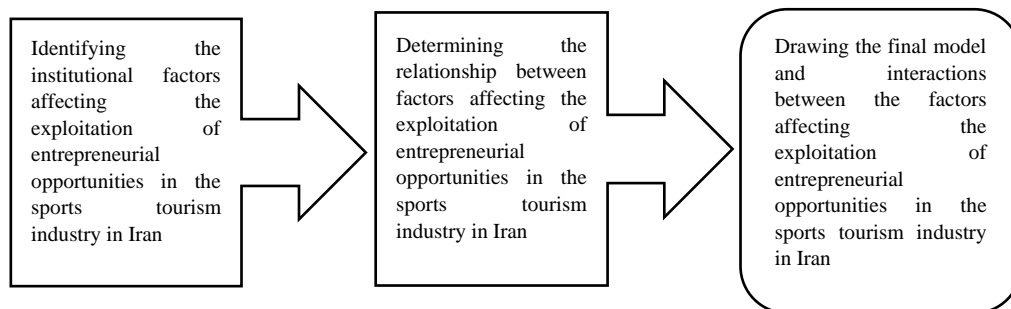 Identifying the
institutional factors
affecting the
exploitation of
entrepreneurial
opportunities in the
sports tourism
industry in Iran
Determining the
relationship between
factors affecting the
exploitation of
entrepreneurial
opportunities in the
sports tourism
industry in Iran
Drawing the final model
and interactions
between the factors
affecting the
exploitation of
entrepreneurial
opportunities in the
sports tourism industry
in Iran